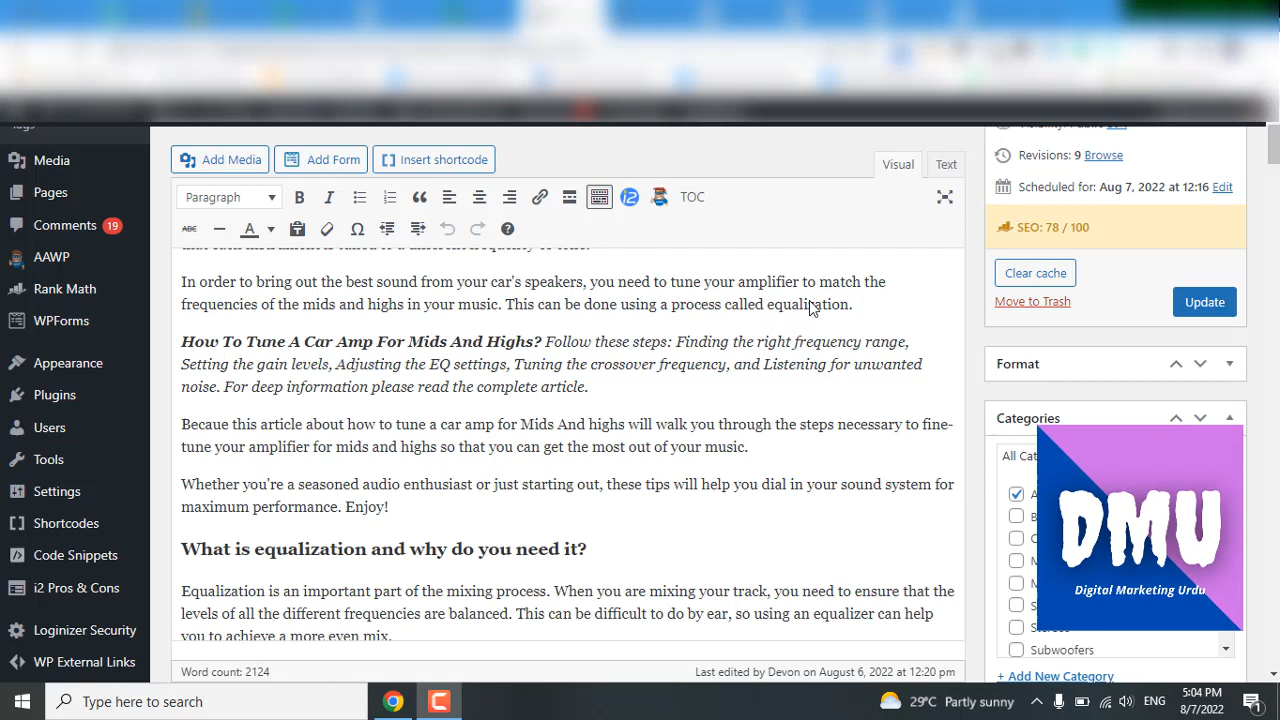 Media
Pages
Comments 19
AAWP
Rank Math
WPForms
Appearance
Plugins
Users
Tools
Settings
Shortcodes
Code Snippets
i2 Pros & Cons
Loginizer Security
WP External Links
Add Media
Add Form
Insert shortcode
Visual
Text
Paragraph
B
I
TOC
ABC
A
In order to bring out the best sound from your car's speakers, you need to tune your amplifier to match the
frequencies of the mids and highs in your music. This can be done using a process called equalization.
How To Tune A Car Amp For Mids And Highs? Follow these steps: Finding the right frequency range,
Setting the gain levels, Adjusting the EQ settings, Tuning the crossover frequency, and Listening for unwanted
noise. For deep information please read the complete article.
Becaue this article about how to tune a car amp for Mids And highs will walk you through the steps necessary to fine-
tune your amplifier for mids and highs so that you can get the most out of your music.
Whether you're a seasoned audio enthusiast or just starting out, these tips will help you dial in your sound system for
maximum performance. Enjoy!
What is equalization and why do you need it?
Equalization is an important part of the mixing process. When you are mixing your track, you need to ensure that the
levels of all the different frequencies are balanced. This can be difficult to do by ear, so using an equalizer can help
you to achieve a more even mix.
Word count: 2124
Last edited by Devon on August 6, 2022 at 12:20 pm
Revisions: 9 Browse
Scheduled for: Aug 7, 2022 at 12:16 Edit
SEO: 78 / 100
Clear cache
Move to Trash
Update
Format
Categories
All Cat
DMU
Digital Marketing Urdu
Subwoofers
+ Add New Category
Type here to search
29°C Partly sunny
ENG
5:04 PM
8/7/2022
1